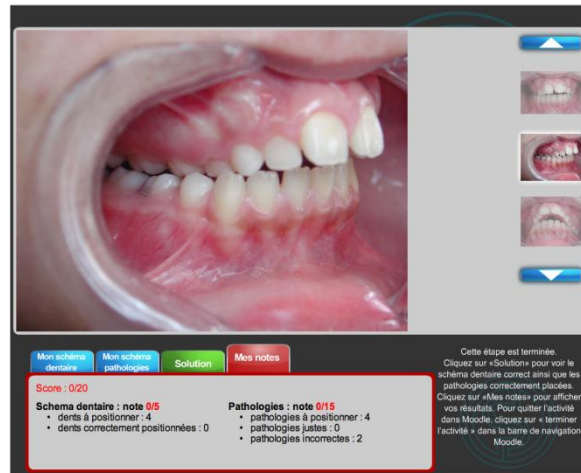 Mon schéma
dentaire
Mon schéma
pathologies
Solution
Mes notes
Score : 0/20
Schema dentaire : note 0/5
• dents à positionner : 4
• dents correctement positionnées : 0
Pathologies : note 0/15
• pathologies à positionner : 4
• pathologies justes : 0
• pathologies incorrectes : 2
Cette étape est terminée.
Cliquez sur «Solution» pour voir le
schéma dentaire correct ainsi que les
pathologies correctement placées.
Cliquez sur «Mes notes» pour afficher
vos résultats. Pour quitter l'activité
dans Moodle, cliquez sur « terminer
l'activité » dans la barre de navigation
Moodle.